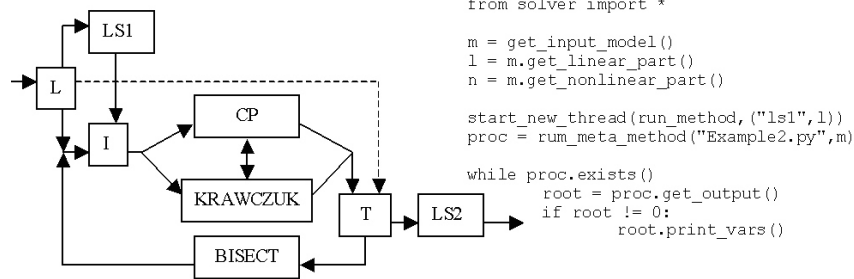 LS1
L
I
CP
KRAWCZUK
T
LS2
BISECT
from solver import *
m = get_input_model()
l = m.get_linear_part()
n = m.get_nonlinear_part()
start_new_thread(run_method,("ls1",l))
proc = rum_meta_method("Example2.py",m)
while proc.exists()
root = proc.get_output()
if root != 0:
root.print_vars()